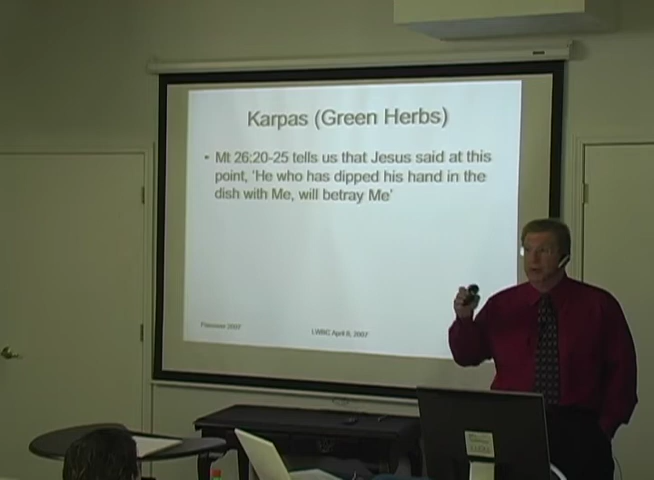 Karpas (Green Herbs)
• Mt 26:20-25 tells us that Jesus said at this
point, 'He who has dipped his hand in the
dish with Me, will betray Me'
Passover 2007
LWBC April 6, 2007